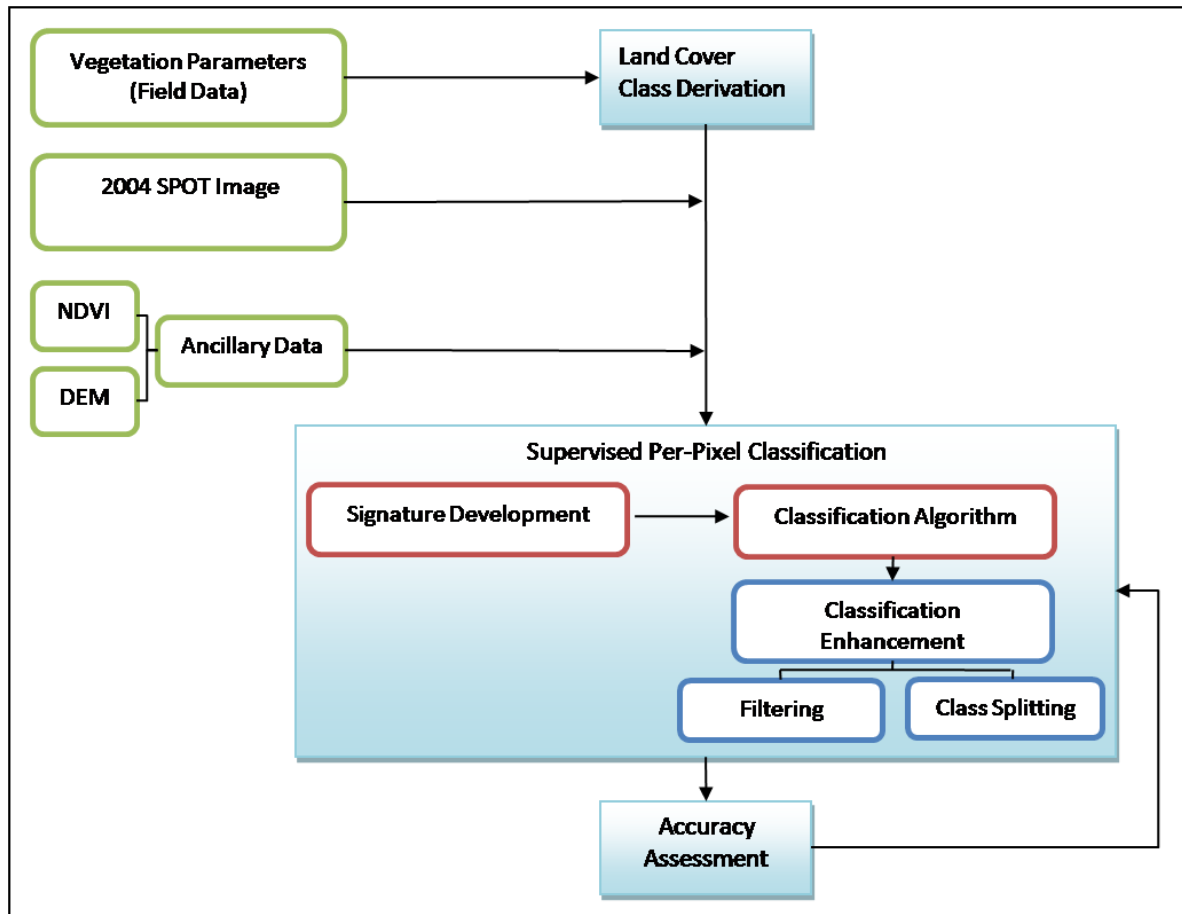 Vegetation Parameters
(Field Data)
Land Cover
Class Derivation
2004 SPOT Image
NDVI
Ancillary Data
DEM
Supervised Per-Pixel Classification
Signature Development
Classification Algorithm
Classification
Enhancement
Filtering
Class Splitting
Accuracy
Assessment